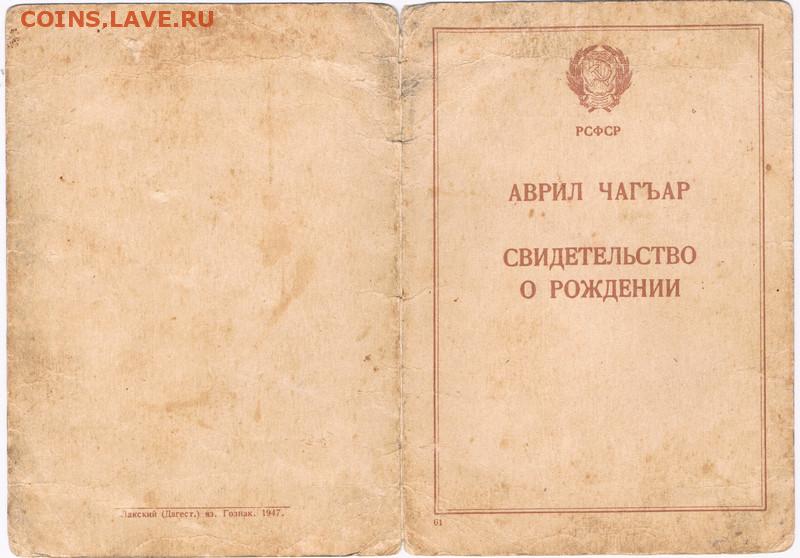 COINS.LAVE.RU
РСФСР
АВРИЛ ЧАГЪАР
СВИДЕТЕЛЬСТВО
О РОЖДЕНИИ
Лакский (Дагест.) яз. Гознак. 1947.
61